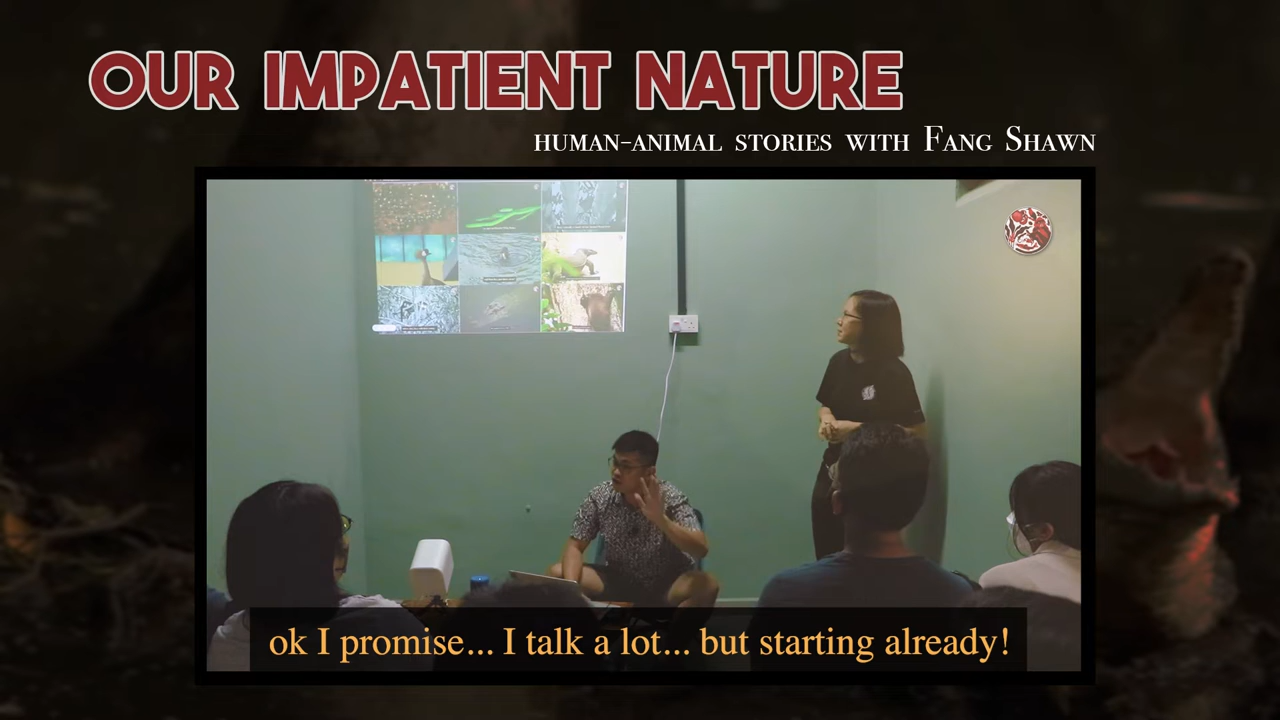 OUR IMPATIENT NATURE
HUMAN-ANIMAL STORIES WITH FANG SHAWN
ok I promise... I talk a lot... but starting already!